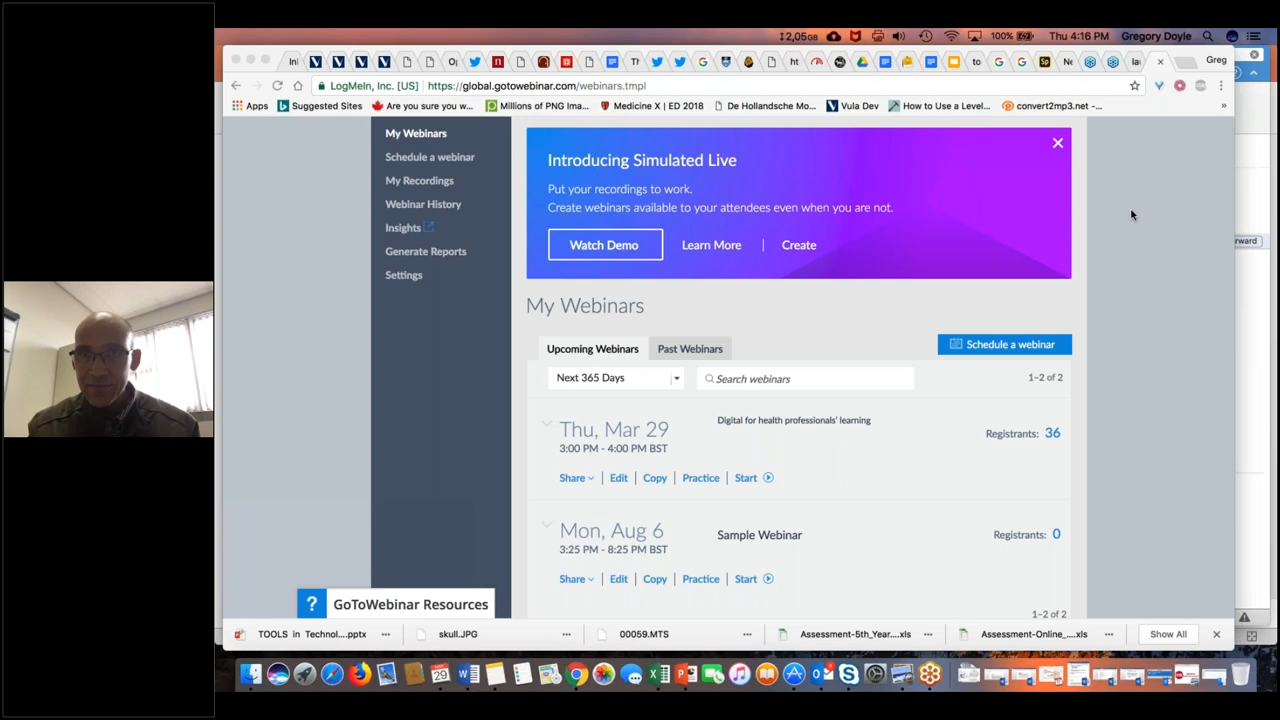 2,05GB 100% Thu 4:16 PM Gregory Doyle
Greg
LogMeIn, Inc. [US] https://global.gotowebinar.com/webinars.tmpl
Apps Suggested Sites Are you sure you w... Millions of PNG Ima... Medicine X | ED 2018 De Hollandsche Mo... Vula Dev How to Use a Level... convert2mp3.net -...
My Webinars
Schedule a webinar
My Recordings
Webinar History
Insights
Generate Reports
Settings
Introducing Simulated Live
Put your recordings to work.
Create webinars available to your attendees even when you are not.
Watch Demo Learn More | Create
My Webinars
Upcoming Webinars Past Webinars Schedule a webinar
Next 365 Days Search webinars 1–2 of 2
Thu, Mar 29 Digital for health professionals' learning Registrants: 36
3:00 PM - 4:00 PM BST
Share | Edit | Copy | Practice | Start
Mon, Aug 6 Sample Webinar Registrants: 0
3:25 PM - 8:25 PM BST
Share | Edit | Copy | Practice | Start
? GoToWebinar Resources
1–2 of 2
TOOLS in Technol....pptx skull.JPG 00059.MTS Assessment-5th_Year....xls Assessment-Online_....xls Show All